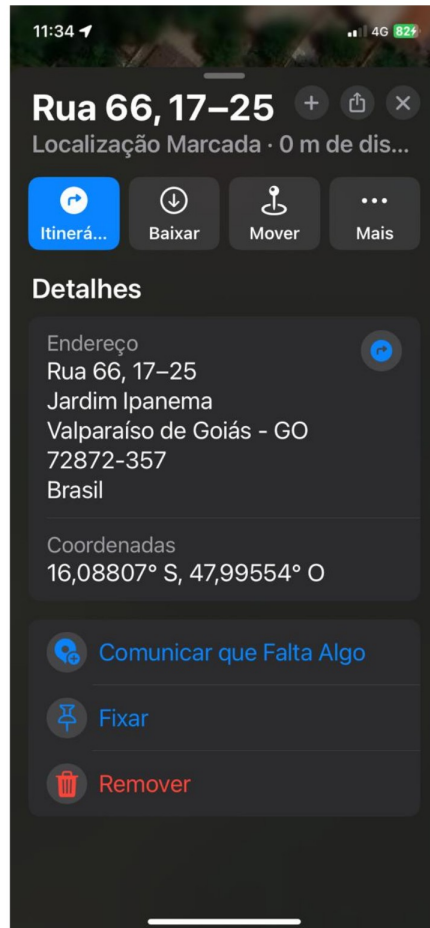 11:34
4G 82
Rua 66, 17–25
Localização Marcada · 0 m de dis...
Itinerá...
Baixar
Mover
Mais
Detalhes
Endereço
Rua 66, 17–25
Jardim Ipanema
Valparaíso de Goiás - GO
72872-357
Brasil
Coordenadas
16,08807° S, 47,99554° O
Comunicar que Falta Algo
Fixar
Remover